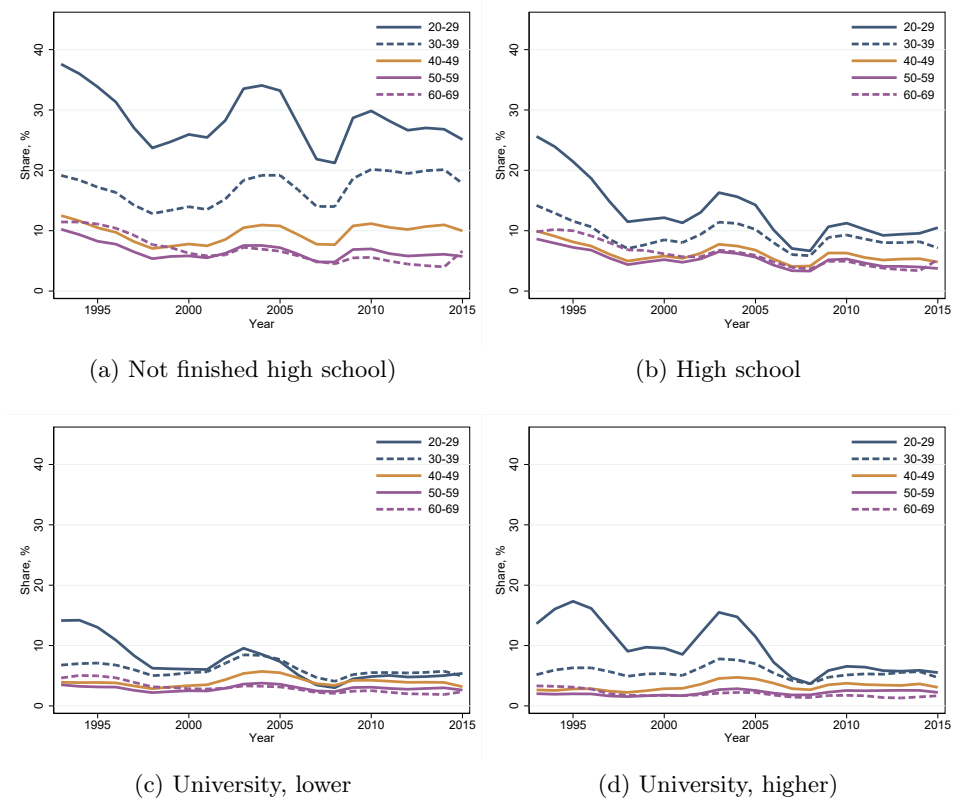 20-29
30-39
40-49
50-59
60-69
Share, %
0 10 20 30 40
1995 2000 2005 2010 2015
Year
(a) Not finished high school)
20-29
30-39
40-49
50-59
60-69
Share, %
0 10 20 30 40
1995 2000 2005 2010 2015
Year
(b) High school
20-29
30-39
40-49
50-59
60-69
Share, %
0 10 20 30 40
1995 2000 2005 2010 2015
Year
(c) University, lower
20-29
30-39
40-49
50-59
60-69
Share, %
0 10 20 30 40
1995 2000 2005 2010 2015
Year
(d) University, higher)